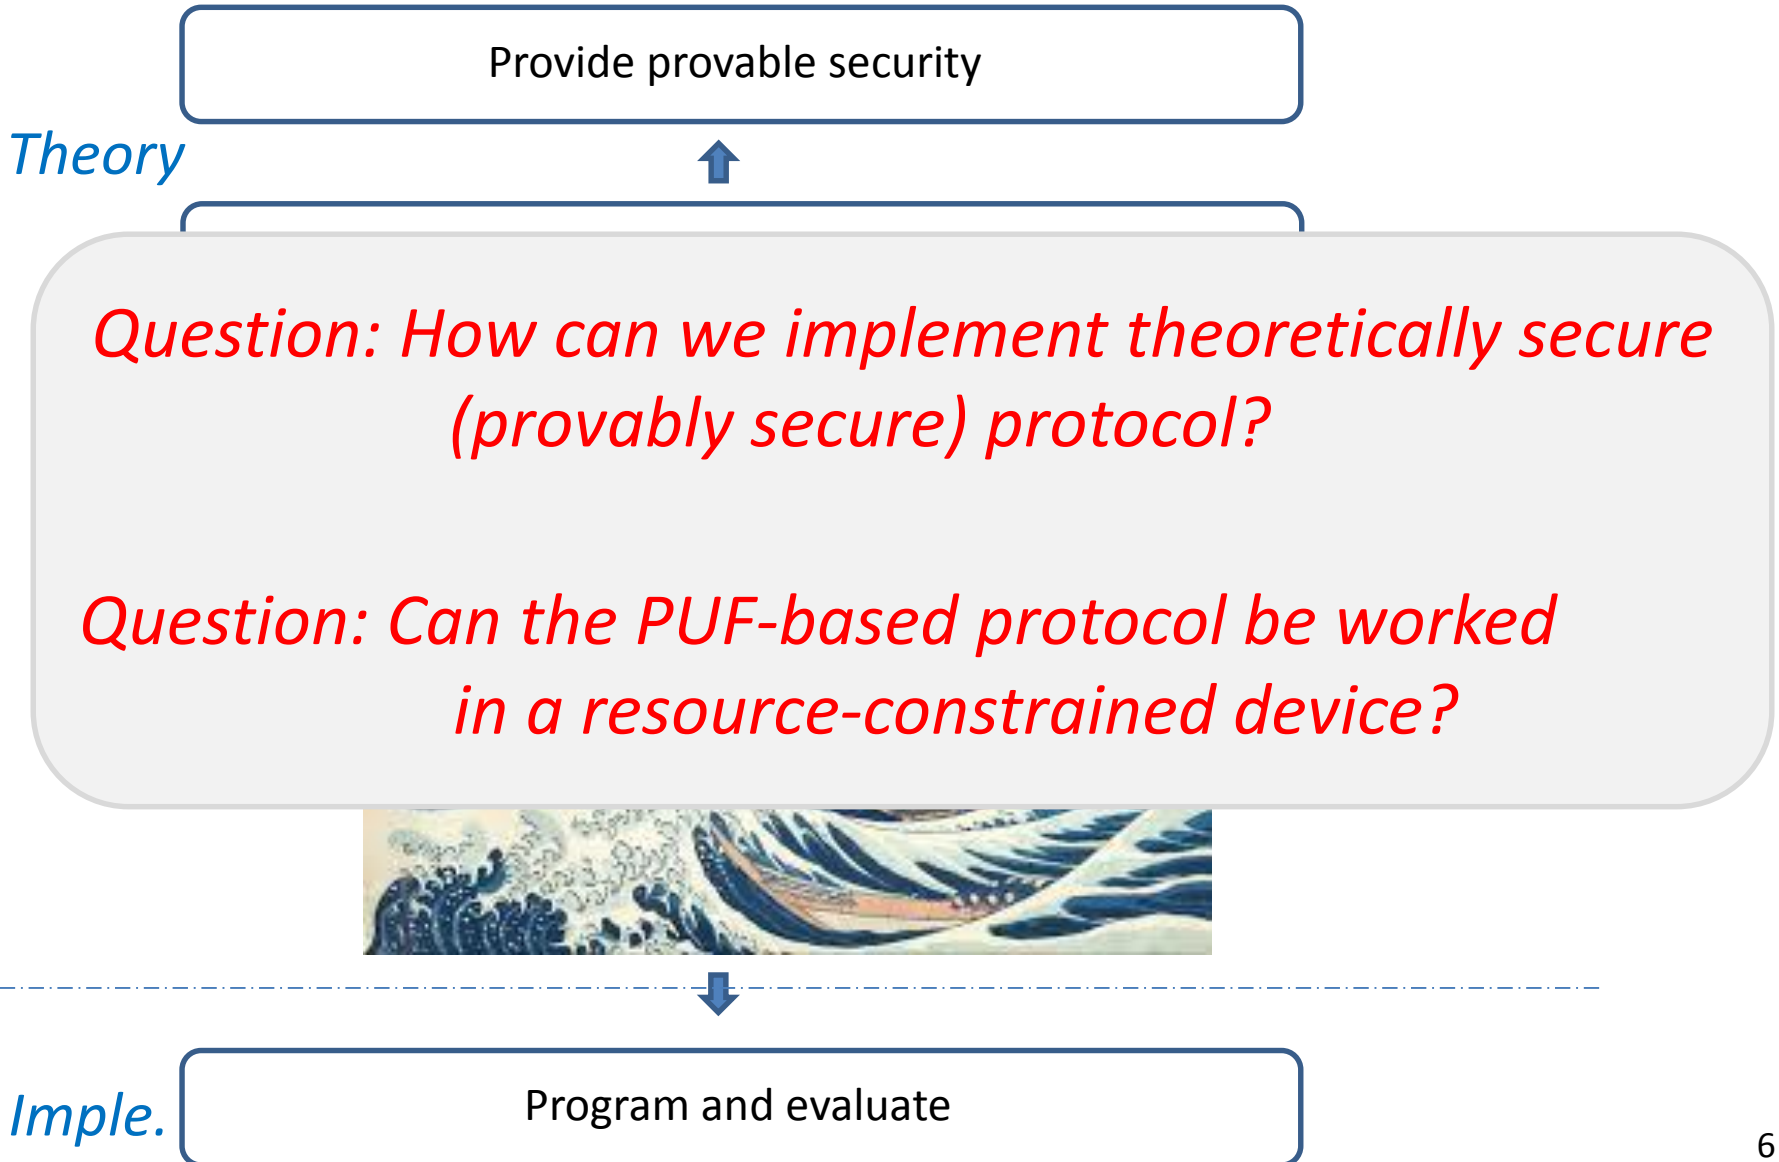 Provide provable security
Theory
Question: How can we implement theoretically secure
(provably secure) protocol?
Question: Can the PUF-based protocol be worked
in a resource-constrained device?
Program and evaluate
Imple.
6